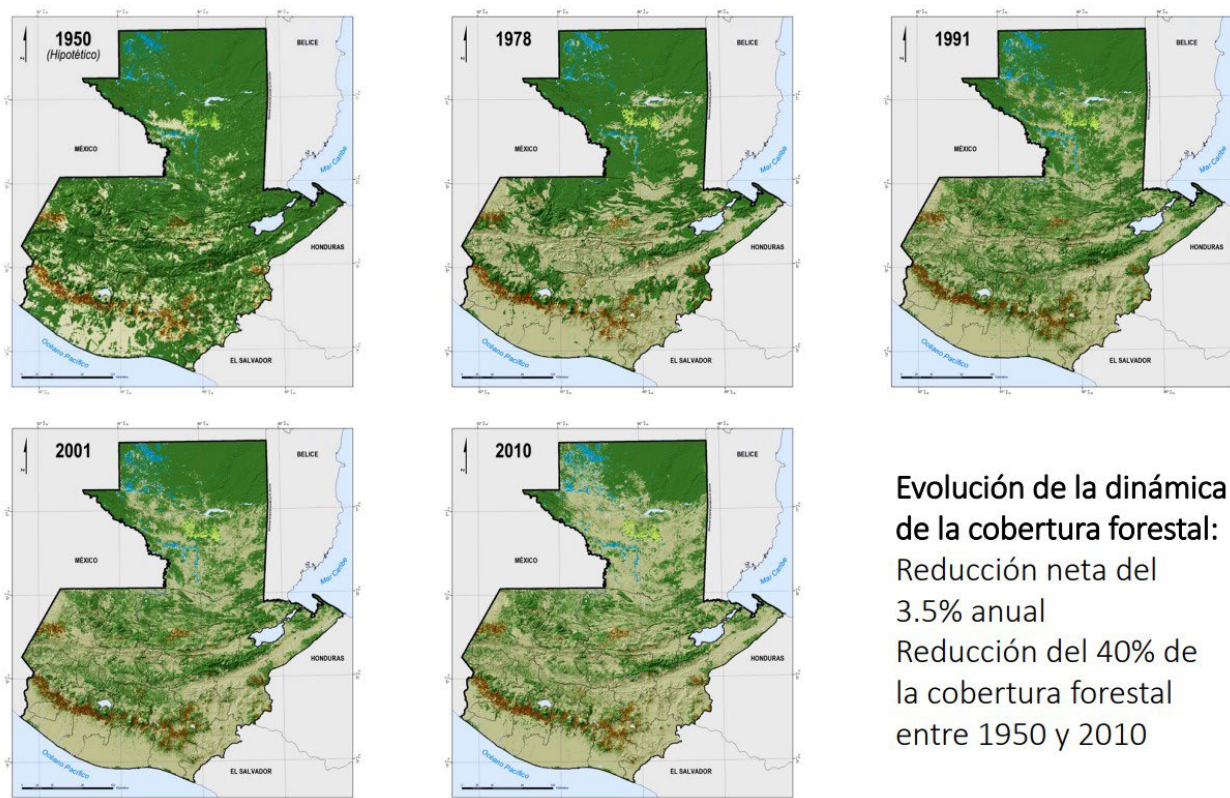 1950
(Hipotético)
BELICE
MÉXICO
Mar Caribe
HONDURAS
Océano Pacífico
EL SALVADOR
1978
BELICE
MÉXICO
Mar Caribe
HONDURAS
Océano Pacífico
EL SALVADOR
1991
BELICE
MÉXICO
Mar Caribe
HONDURAS
Océano Pacífico
EL SALVADOR
2001
BELICE
MÉXICO
Mar Caribe
HONDURAS
Océano Pacífico
EL SALVADOR
2010
BELICE
MÉXICO
Mar Caribe
HONDURAS
Océano Pacífico
EL SALVADOR
Evolución de la dinámica
de la cobertura forestal:
Reducción neta del
3.5% anual
Reducción del 40% de
la cobertura forestal
entre 1950 y 2010